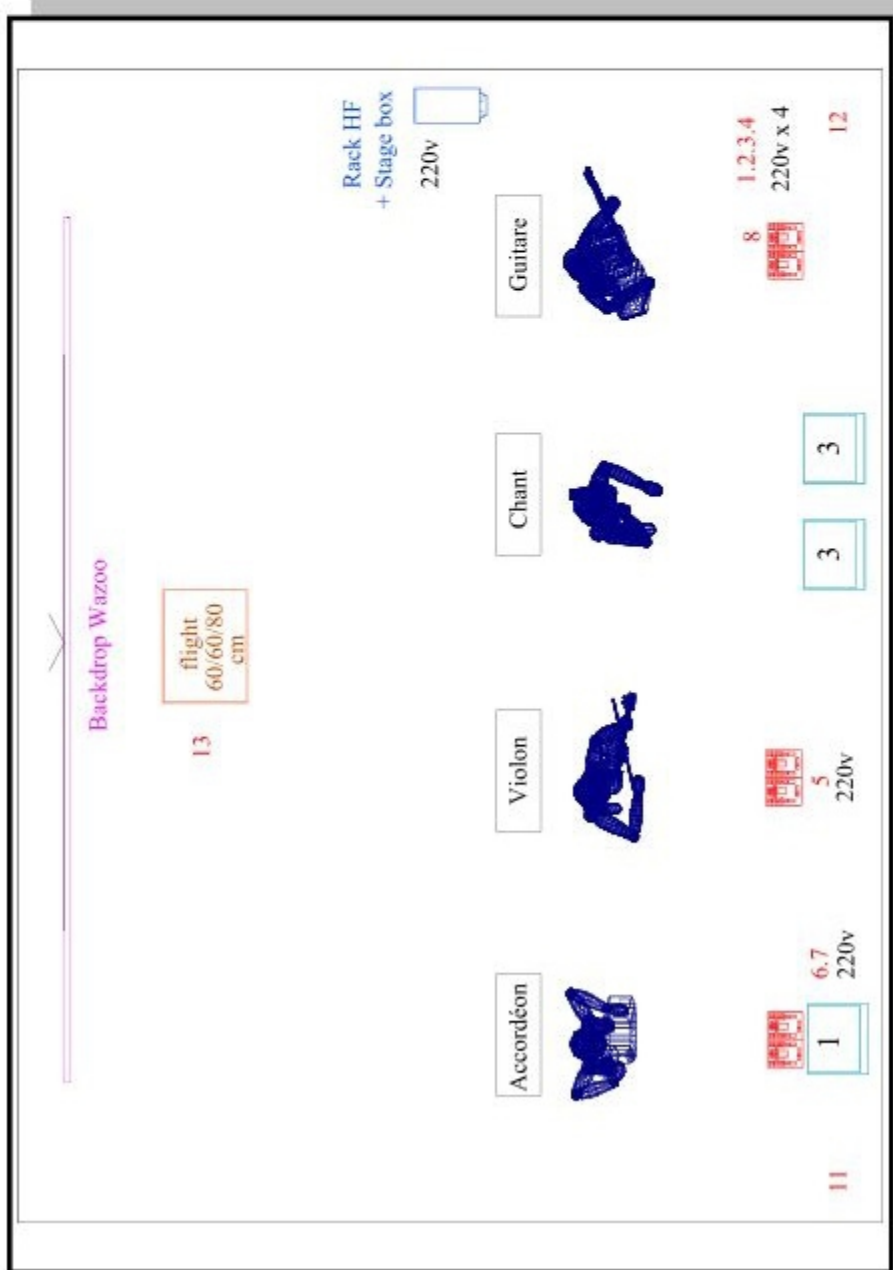 Backdrop Wazoo
13
flight
60/60/80
cm
Rack HF
+ Stage box
220v
Accordéon
Violon
Chant
Guitare
6.7
220v
1
5
220v
3
3
8
1.2.3.4
220v x 4
11
12